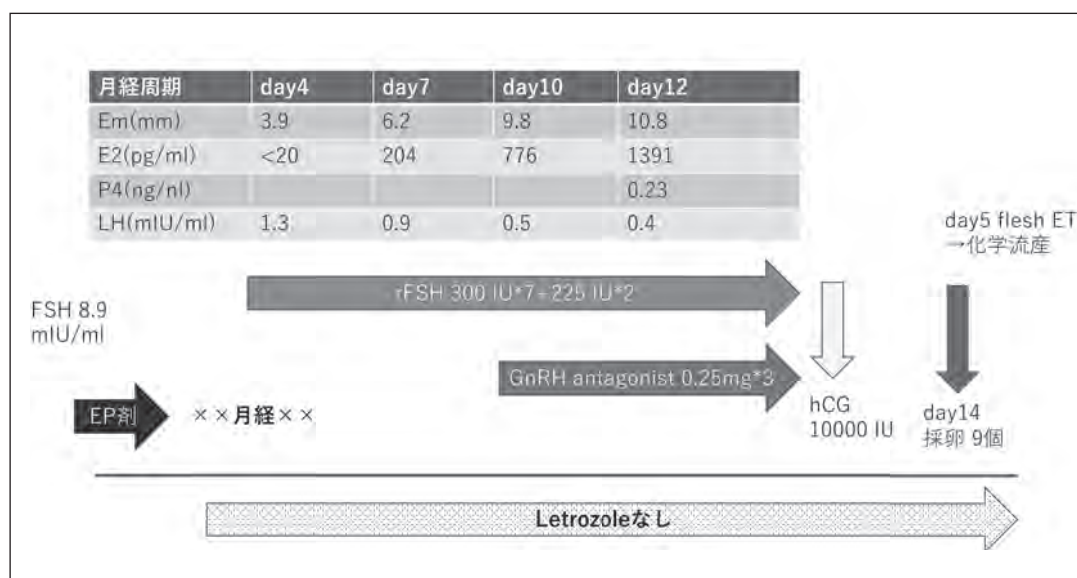 月経周期 day4 day7 day10 day12
Em(mm) 3.9 6.2 9.8 10.8
E2(pg/ml) <20 204 776 1391
P4(ng/nl) 0.23
LH(mIU/ml) 1.3 0.9 0.5 0.4
day5 flesh ET
→化学流産
rFSH 300 IU*7+225 IU*2
FSH 8.9
mIU/ml
GnRH antagonist 0.25mg*3
EP剤
××月経××
hCG
10000 IU
day14
採卵 9個
Letrozoleなし